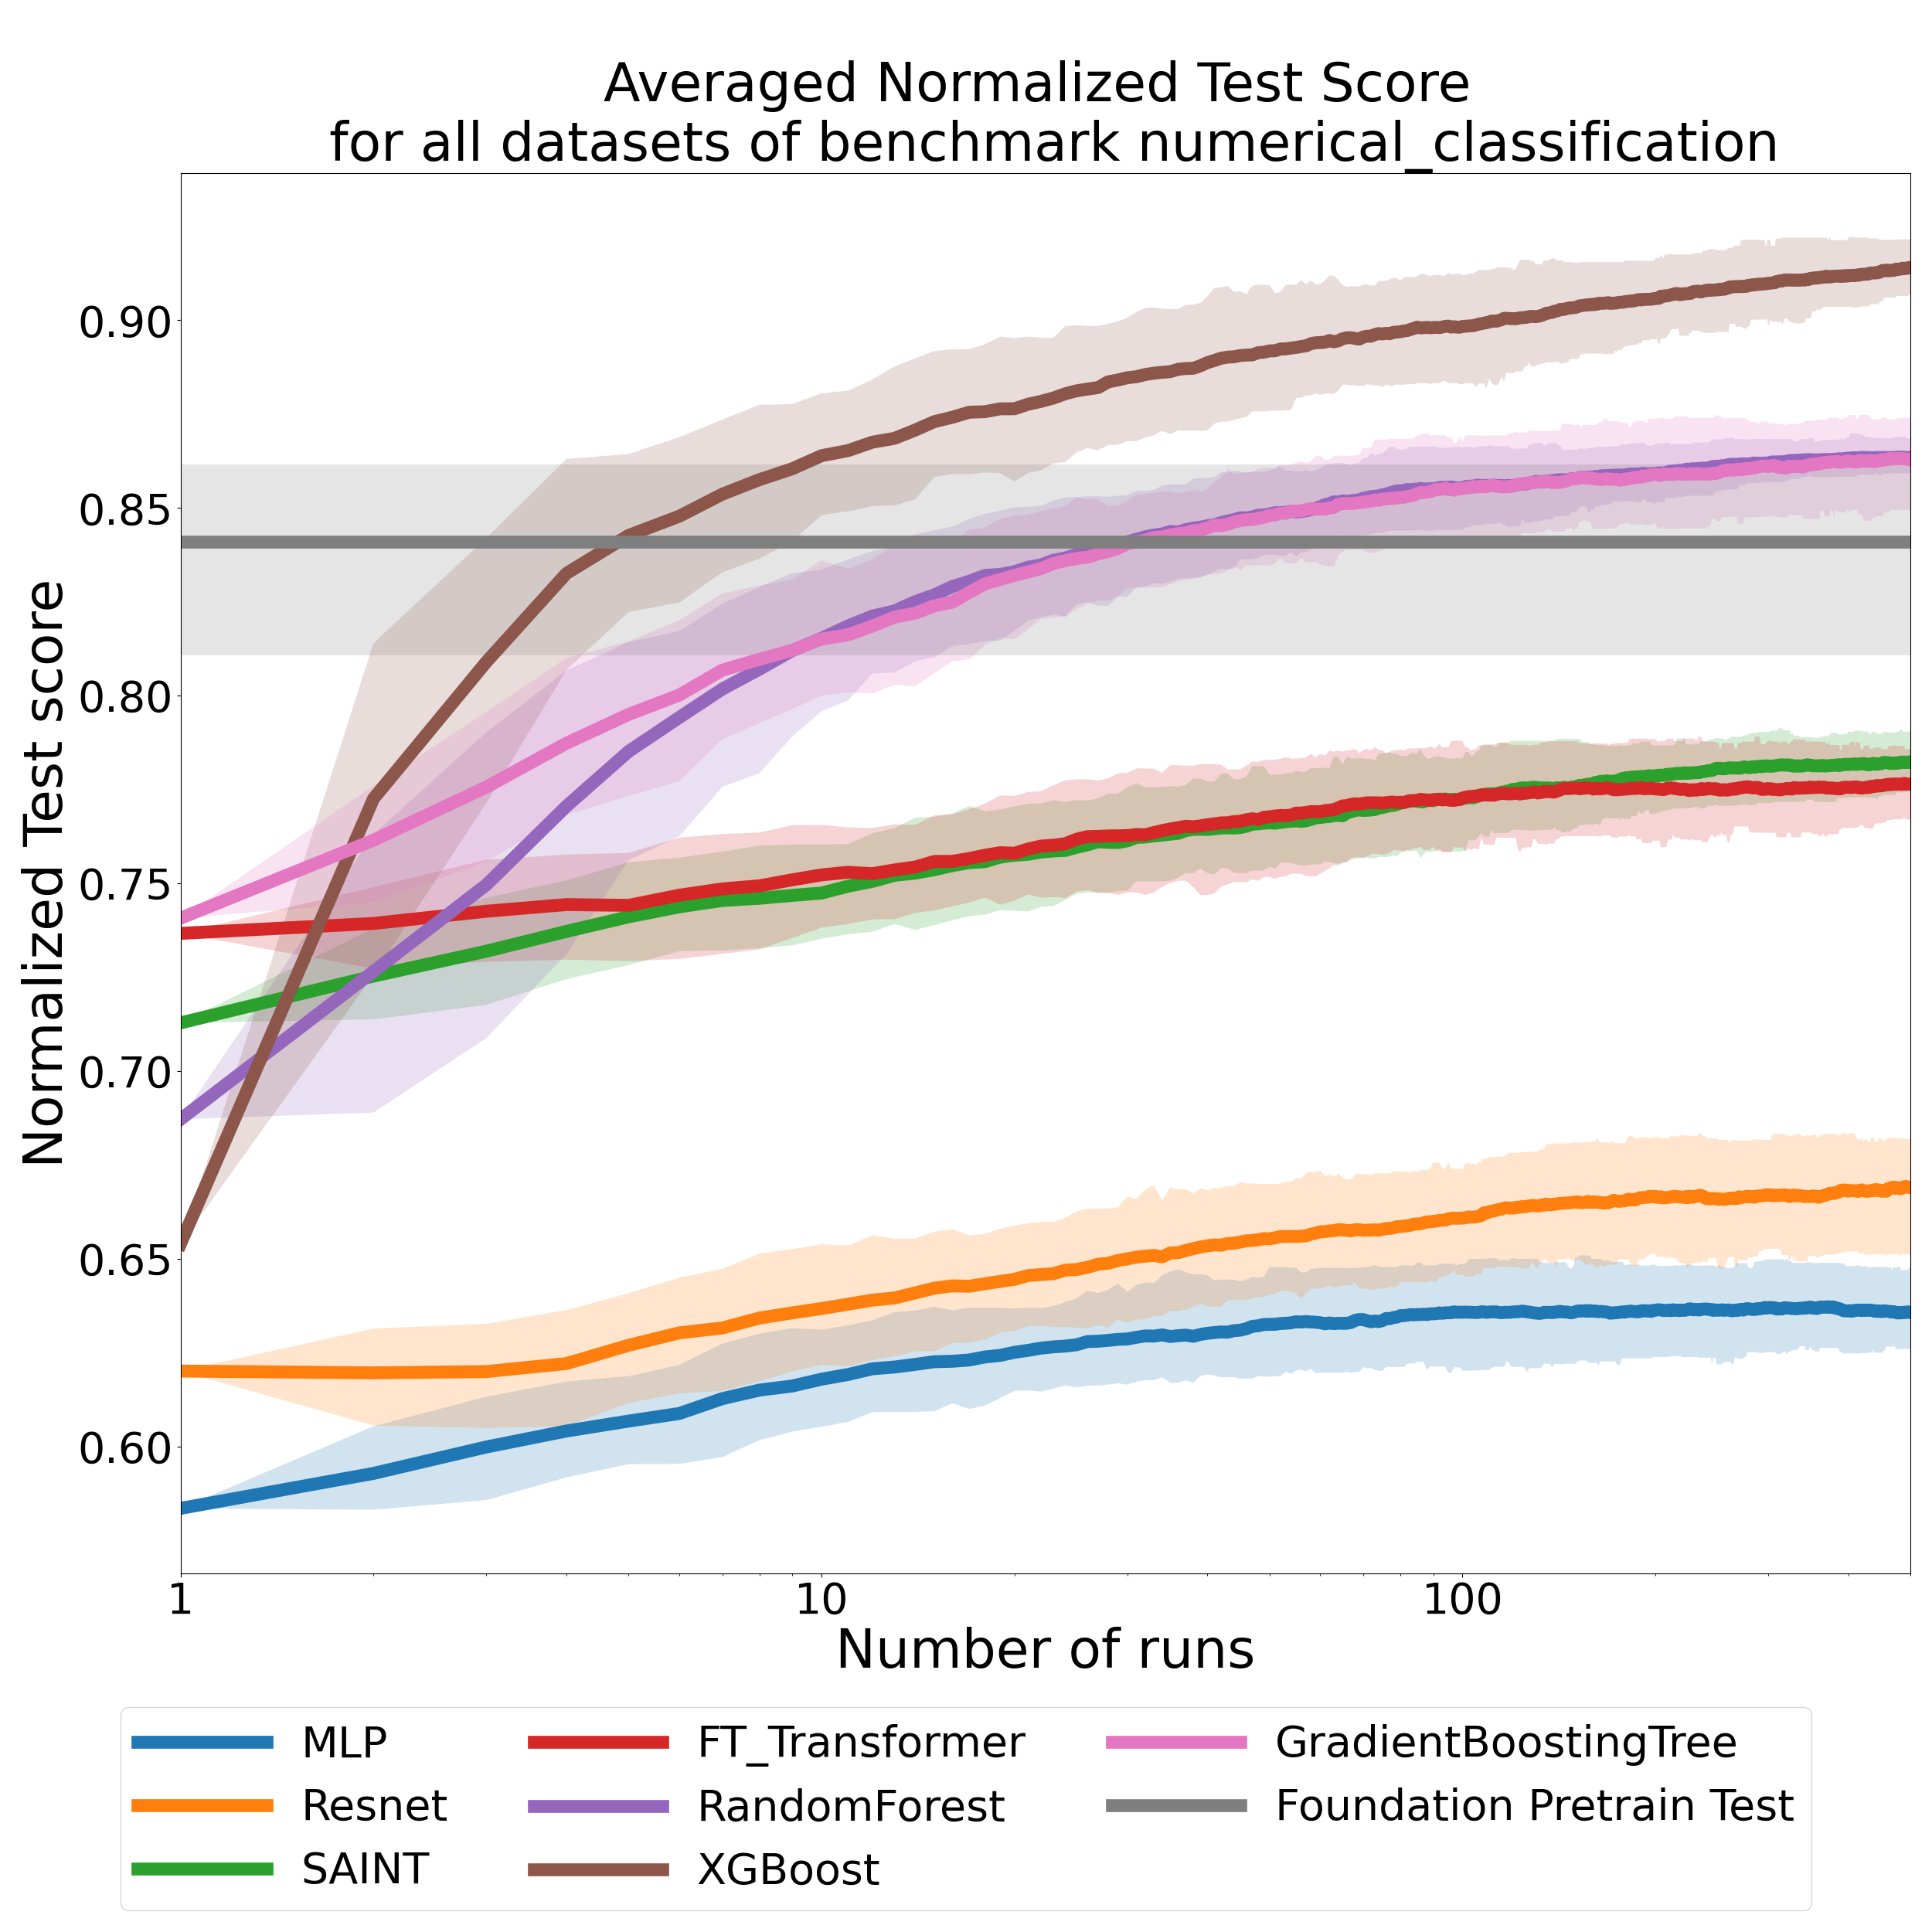 Averaged Normalized Test Score
for all datasets of benchmark numerical_classification
Normalized Test score
0.90
0.85
0.80
0.75
0.70
0.65
0.60
1
10
100
Number of runs
MLP
Resnet
SAINT
FT_Transformer
RandomForest
XGBoost
GradientBoostingTree
Foundation Pretrain Test